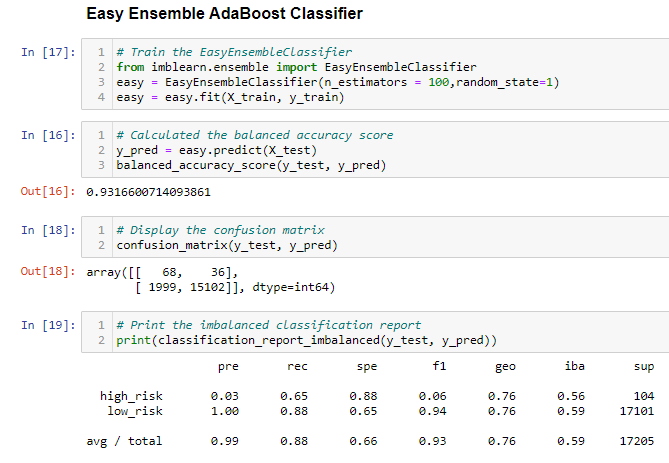 Easy Ensemble AdaBoost Classifier
In [17]: 1 # Train the EasyEnsembleClassifier
2 from imblearn.ensemble import EasyEnsembleClassifier
3 easy = EasyEnsembleClassifier(n_estimators = 100,random_state=1)
4 easy = easy.fit(X_train, y_train)
In [16]: 1 # Calculated the balanced accuracy score
2 y_pred = easy.predict(X_test)
3 balanced_accuracy_score(y_test, y_pred)
Out[16]: 0.9316600714093861
In [18]: 1 # Display the confusion matrix
2 confusion_matrix(y_test, y_pred)
Out[18]: array([[ 68, 36],
[ 1999, 15102]], dtype=int64)
In [19]: 1 # Print the imbalanced classification report
2 print(classification_report_imbalanced(y_test, y_pred))
pre rec spe f1 geo iba sup
high_risk 0.03 0.65 0.88 0.06 0.76 0.56 104
low_risk 1.00 0.88 0.65 0.94 0.76 0.59 17101
avg / total 0.99 0.88 0.66 0.93 0.76 0.59 17205